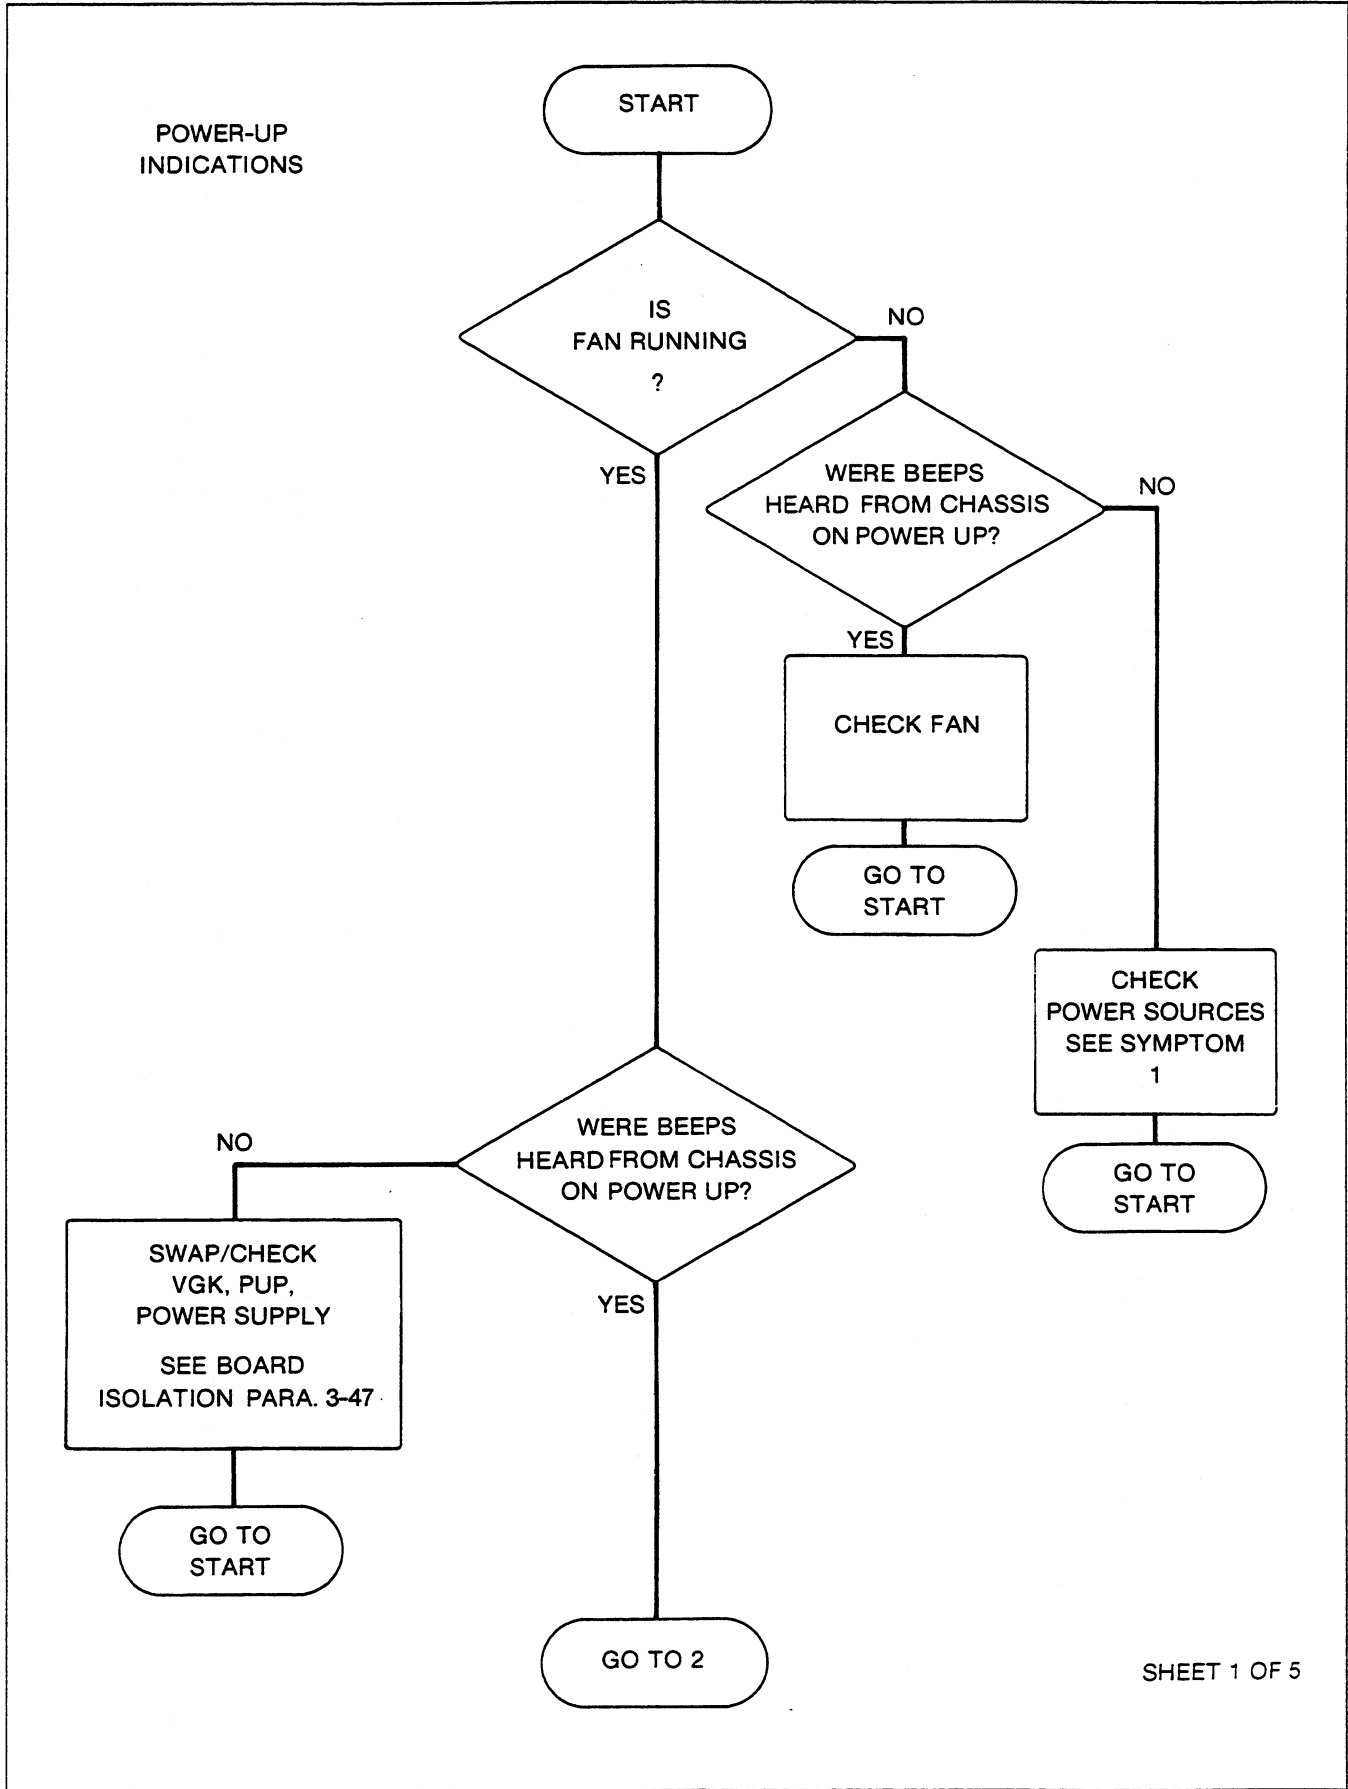 START
POWER-UP
INDICATIONS
IS
FAN RUNNING
?
NO
YES
WERE BEEPS
HEARD FROM CHASSIS
ON POWER UP?
NO
YES
CHECK FAN
GO TO
START
CHECK
POWER SOURCES
SEE SYMPTOM
1
GO TO
START
WERE BEEPS
HEARD FROM CHASSIS
ON POWER UP?
NO
YES
SWAP/CHECK
VGK, PUP,
POWER SUPPLY
SEE BOARD
ISOLATION PARA. 3-47
GO TO
START
GO TO 2
SHEET 1 OF 5